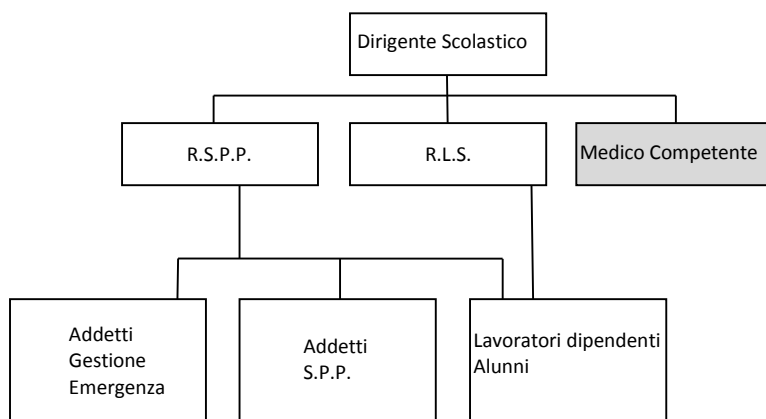 Dirigente Scolastico
R.S.P.P.
R.L.S.
Medico Competente
Addetti
Gestione
Emergenza
Addetti
S.P.P.
Lavoratori dipendenti
Alunni